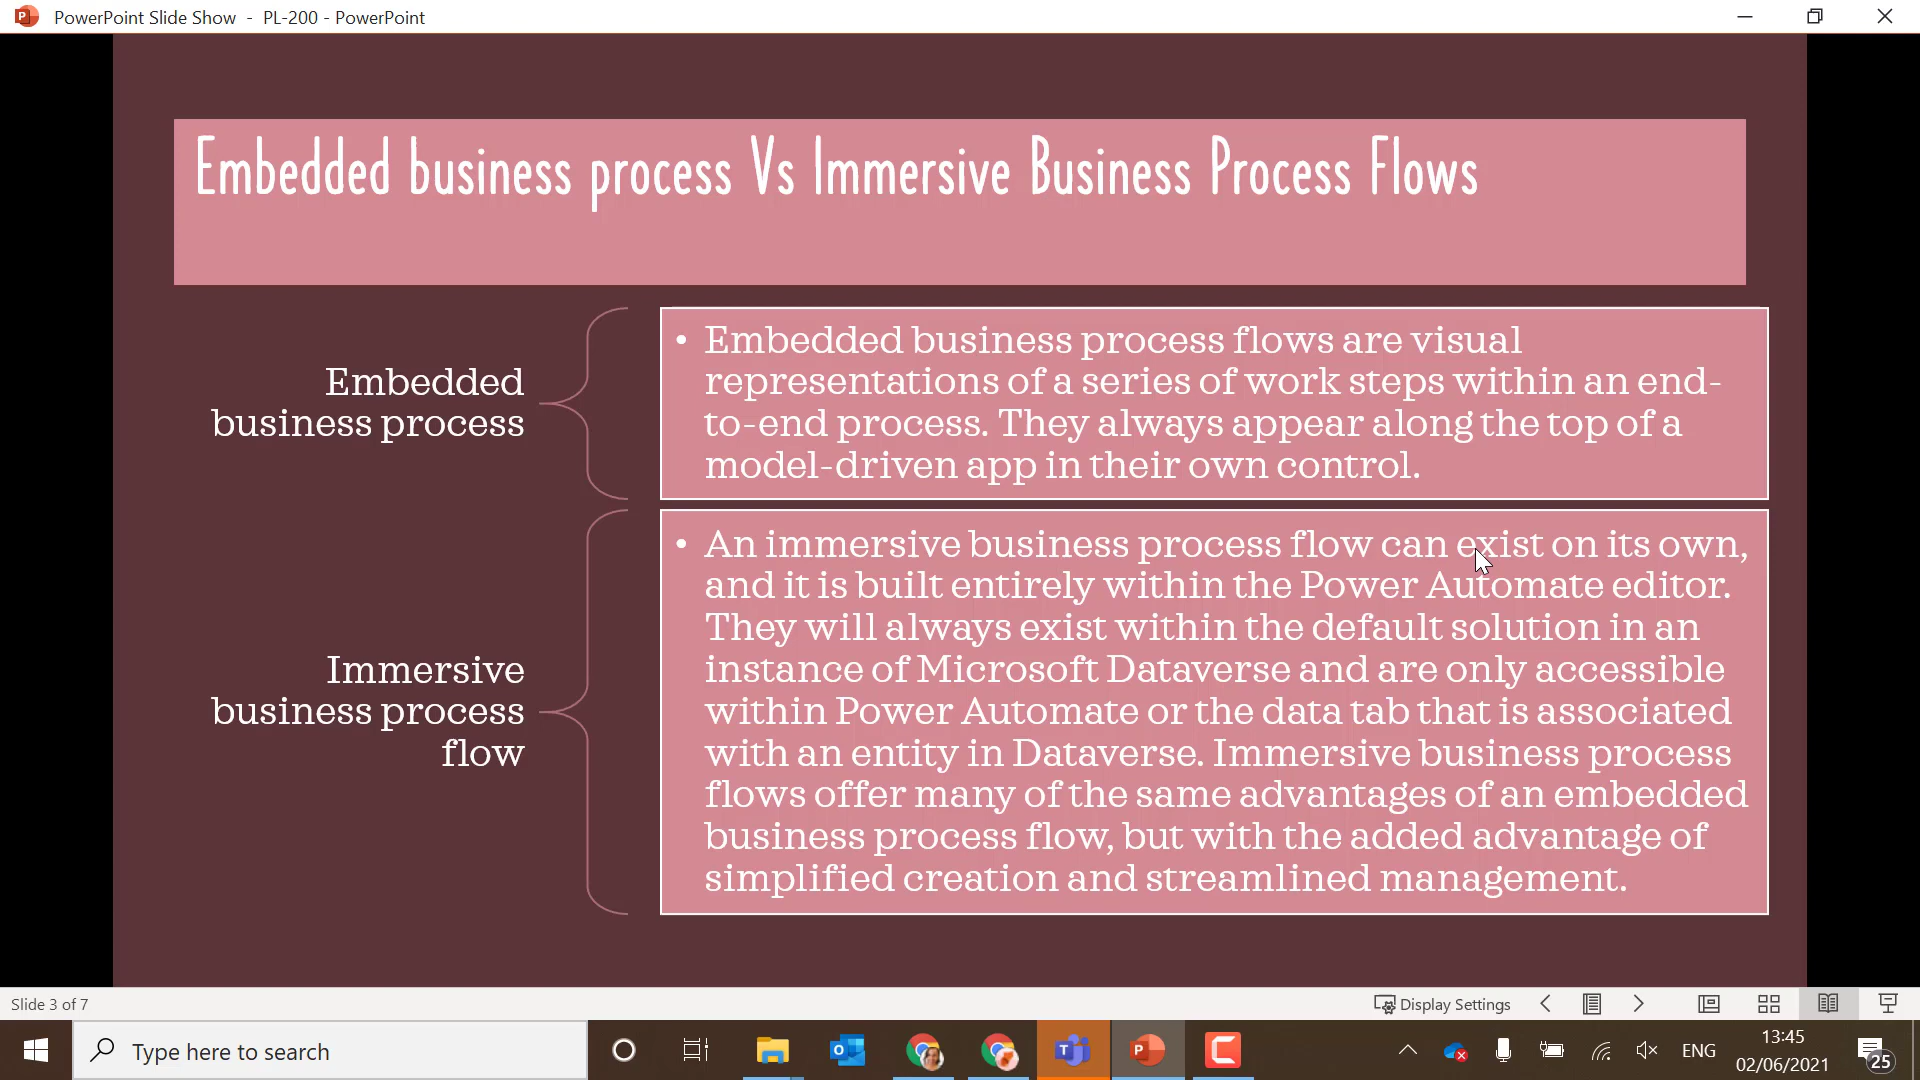 PowerPoint Slide Show - PL-200 - PowerPoint
Embedded business process Vs Immersive Business Process Flows
Embedded
business process
• Embedded business process flows are visual
representations of a series of work steps within an end-
to-end process. They always appear along the top of a
model-driven app in their own control.
Immersive
business process
flow
• An immersive business process flow can exist on its own,
and it is built entirely within the Power Automate editor.
They will always exist within the default solution in an
instance of Microsoft Dataverse and are only accessible
within Power Automate or the data tab that is associated
with an entity in Dataverse. Immersive business process
flows offer many of the same advantages of an embedded
business process flow, but with the added advantage of
simplified creation and streamlined management.
Slide 3 of 7
Display Settings
Type here to search
ENG
13:45
02/06/2021
25